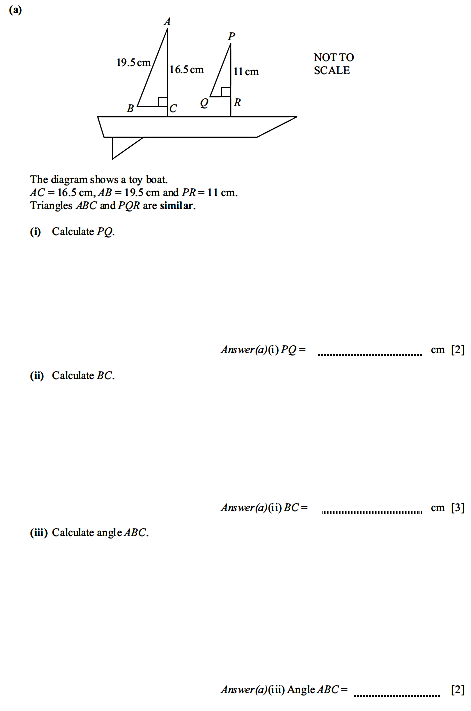 (a)
A
P
19.5 cm
16.5 cm
11 cm
NOT TO
SCALE
B
C
Q
R
The diagram shows a toy boat.
AC = 16.5 cm, AB = 19.5 cm and PR = 11 cm.
Triangles ABC and PQR are similar.
(i) Calculate PQ.
Answer(a)(i) PQ = ................................ cm [2]
(ii) Calculate BC.
Answer(a)(ii) BC = ................................ cm [3]
(iii) Calculate angle ABC.
Answer(a)(iii) Angle ABC = ................................ [2]